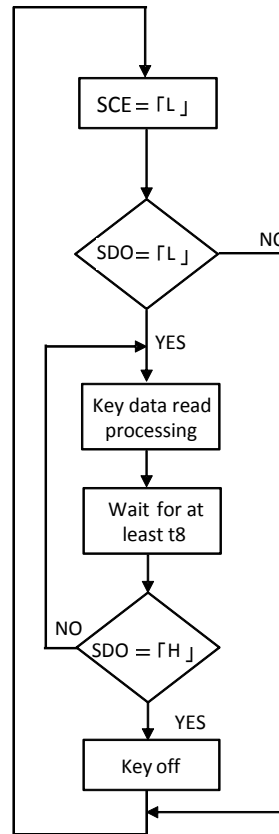 SCE=「L」
SDO=「L」
NO
YES
Key data read
processing
Wait for at
least t8
NO
SDO =「H」
YES
Key off